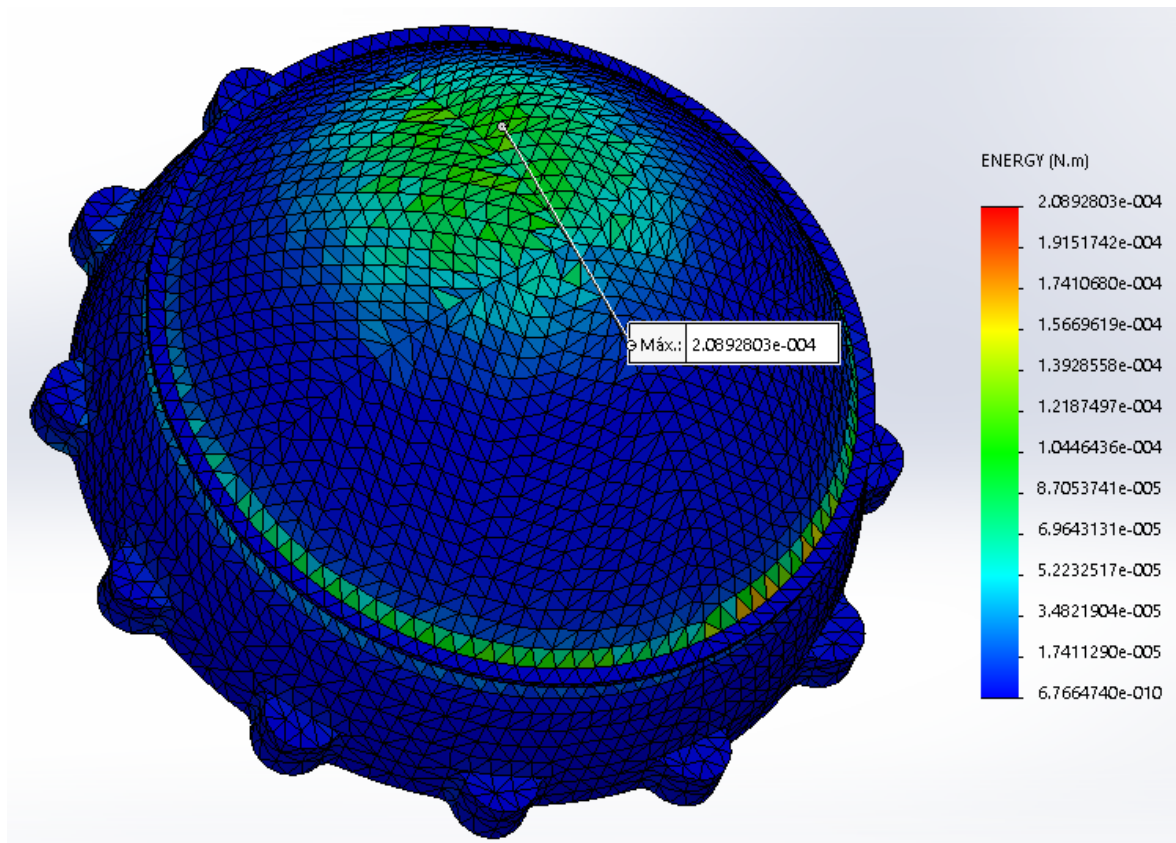 ENERGY (N.m)
2.0892803e-004
1.9151742e-004
1.7410680e-004
1.5669619e-004
1.3928558e-004
1.2187497e-004
1.0446436e-004
8.7053741e-005
6.9643131e-005
5.2232517e-005
3.4821904e-005
1.7411290e-005
6.7664740e-010
Máx.: 2.0892803e-004